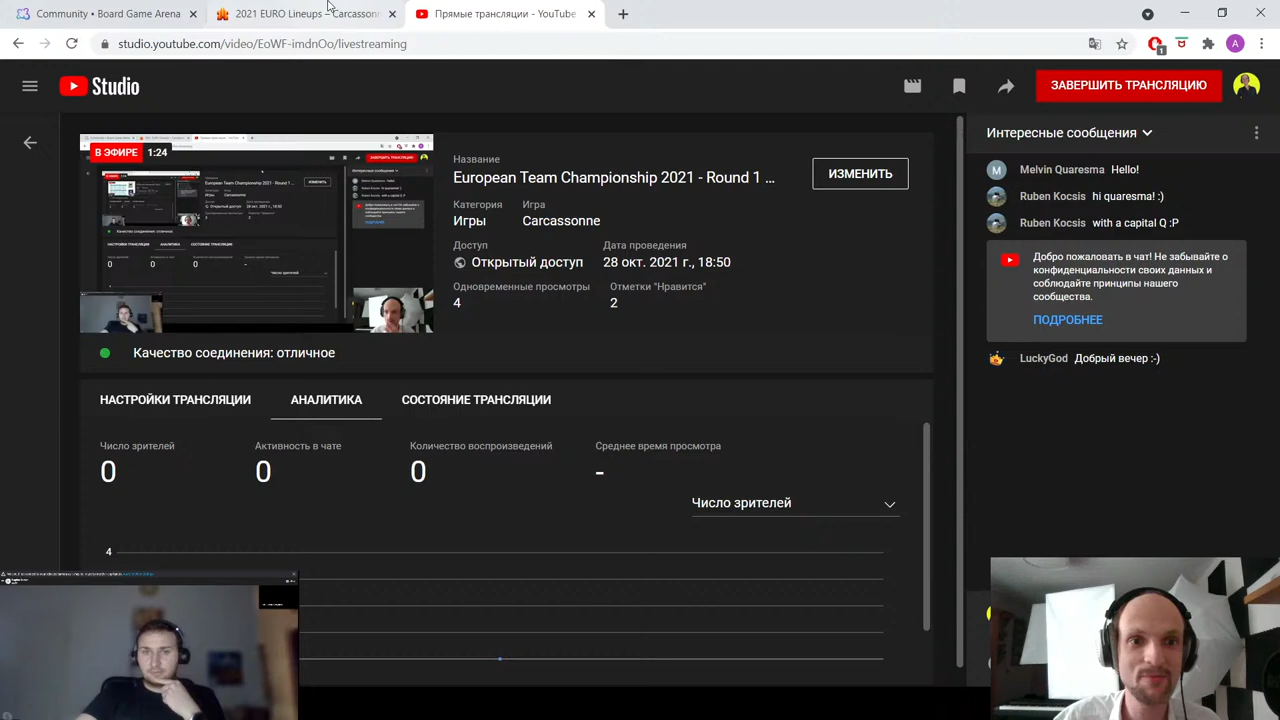 Community • Board Game Arena
2021 EURO Lineups – Carcassonn
Прямые трансляции - YouTube
studio.youtube.com/video/EoWF-imdnOo/livestreaming
1
A
Studio
ЗАВЕРШИТЬ ТРАНСЛЯЦИЮ
В ЭФИРЕ 1:24
Название
European Team Championship 2021 - Round 1 ...
ИЗМЕНИТЬ
Категория
Игры
Игра
Carcassonne
Доступ
Открытый доступ
Дата проведения
28 окт. 2021 г., 18:50
Одновременные просмотры
4
Отметки "Нравится"
2
Качество соединения: отличное
НАСТРОЙКИ ТРАНСЛЯЦИИ
АНАЛИТИКА
СОСТОЯНИЕ ТРАНСЛЯЦИИ
Число зрителей
0
Активность в чате
0
Количество воспроизведений
0
Среднее время просмотра
-
Число зрителей
4
Интересные сообщения
M
Melvin Quaresma Hello!
Ruben Kocsis hi quaresma! :)
Ruben Kocsis with a capital Q :P
Добро пожаловать в чат! Не забывайте о
конфиденциальности своих данных и
соблюдайте принципы нашего
сообщества.
ПОДРОБНЕЕ
LuckyGod Добрый вечер :-)